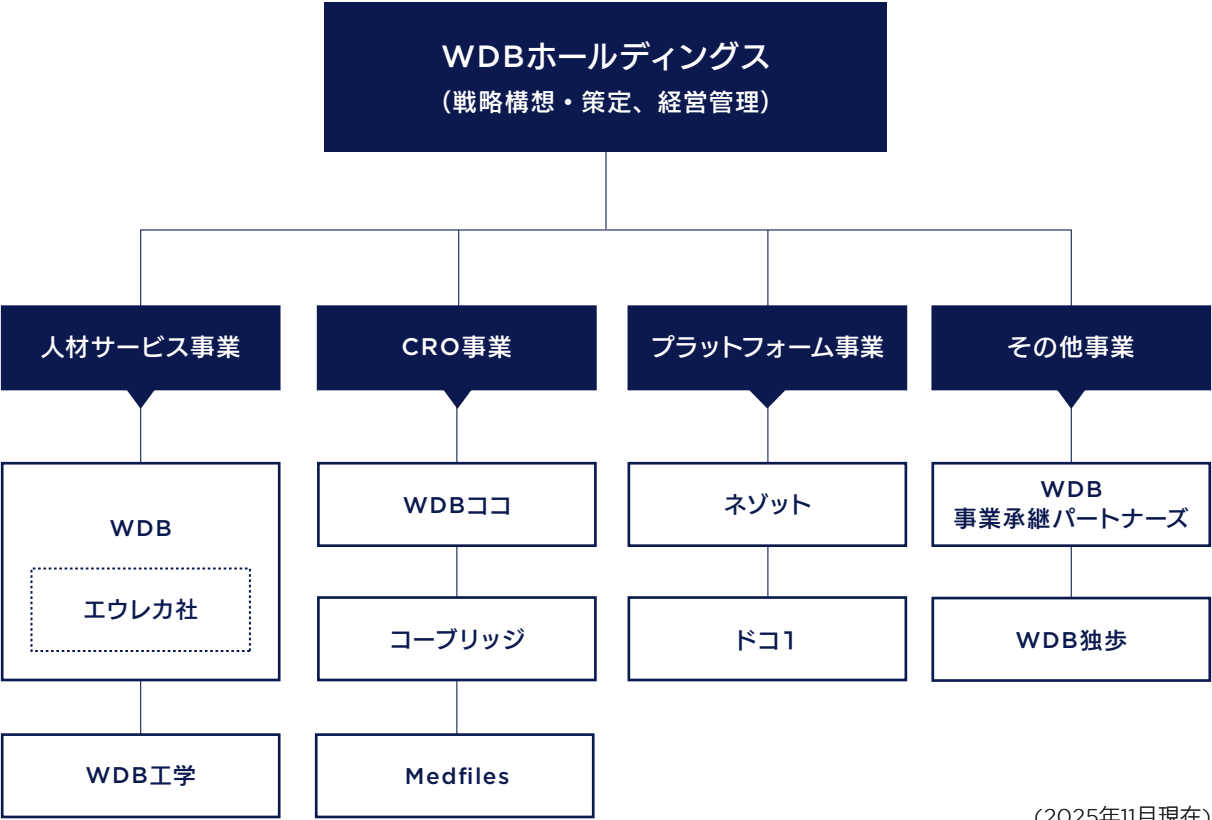 WDBホールディングス
（戦略構想・策定、経営管理）
人材サービス事業
CRO事業
プラットフォーム事業
その他事業
WDB
エウレカ社
WDB工学
WDBココ
コーブリッジ
Medfiles
ネゾット
ドコ1
WDB
事業承継パートナーズ
WDB独歩
(2025年11月現在)